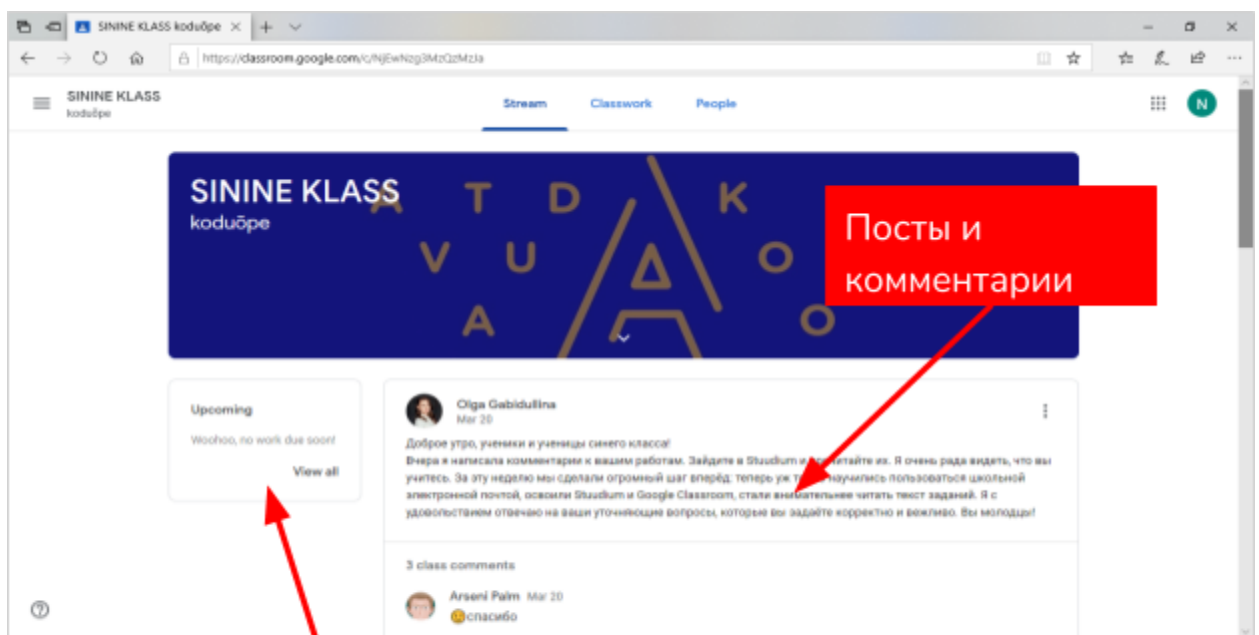 SININE KLASS koduõpe
https://classroom.google.com/c/NjEwNzg3MzQzMzJa
SININE KLASS
koduõpe
Stream Classwork People
N
SININE KLASS
koduõpe
A T D K
V U A O
A A O
Посты и
комментарии
Upcoming
Woohoo, no work due soon!
View all
Olga Gabidullina
Mar 20
Доброе утро, ученики и ученицы синего класса!
Вчера я написала комментарии к вашим работам. Зайдите в Stuudium и их. Я очень рада видеть, что вы
учитесь. За эту неделю мы сделали огромный шаг вперёд: теперь уж научились пользоваться школьной
электронной почтой, освоили Stuudium и Google Classroom, стали внимательнее читать текст заданий. Я с
удовольствием отвечаю на ваши уточняющие вопросы, которые вы задаёте корректно и вежливо. Вы молодцы!
3 class comments
Arseni Palm Mar 20
спасибо